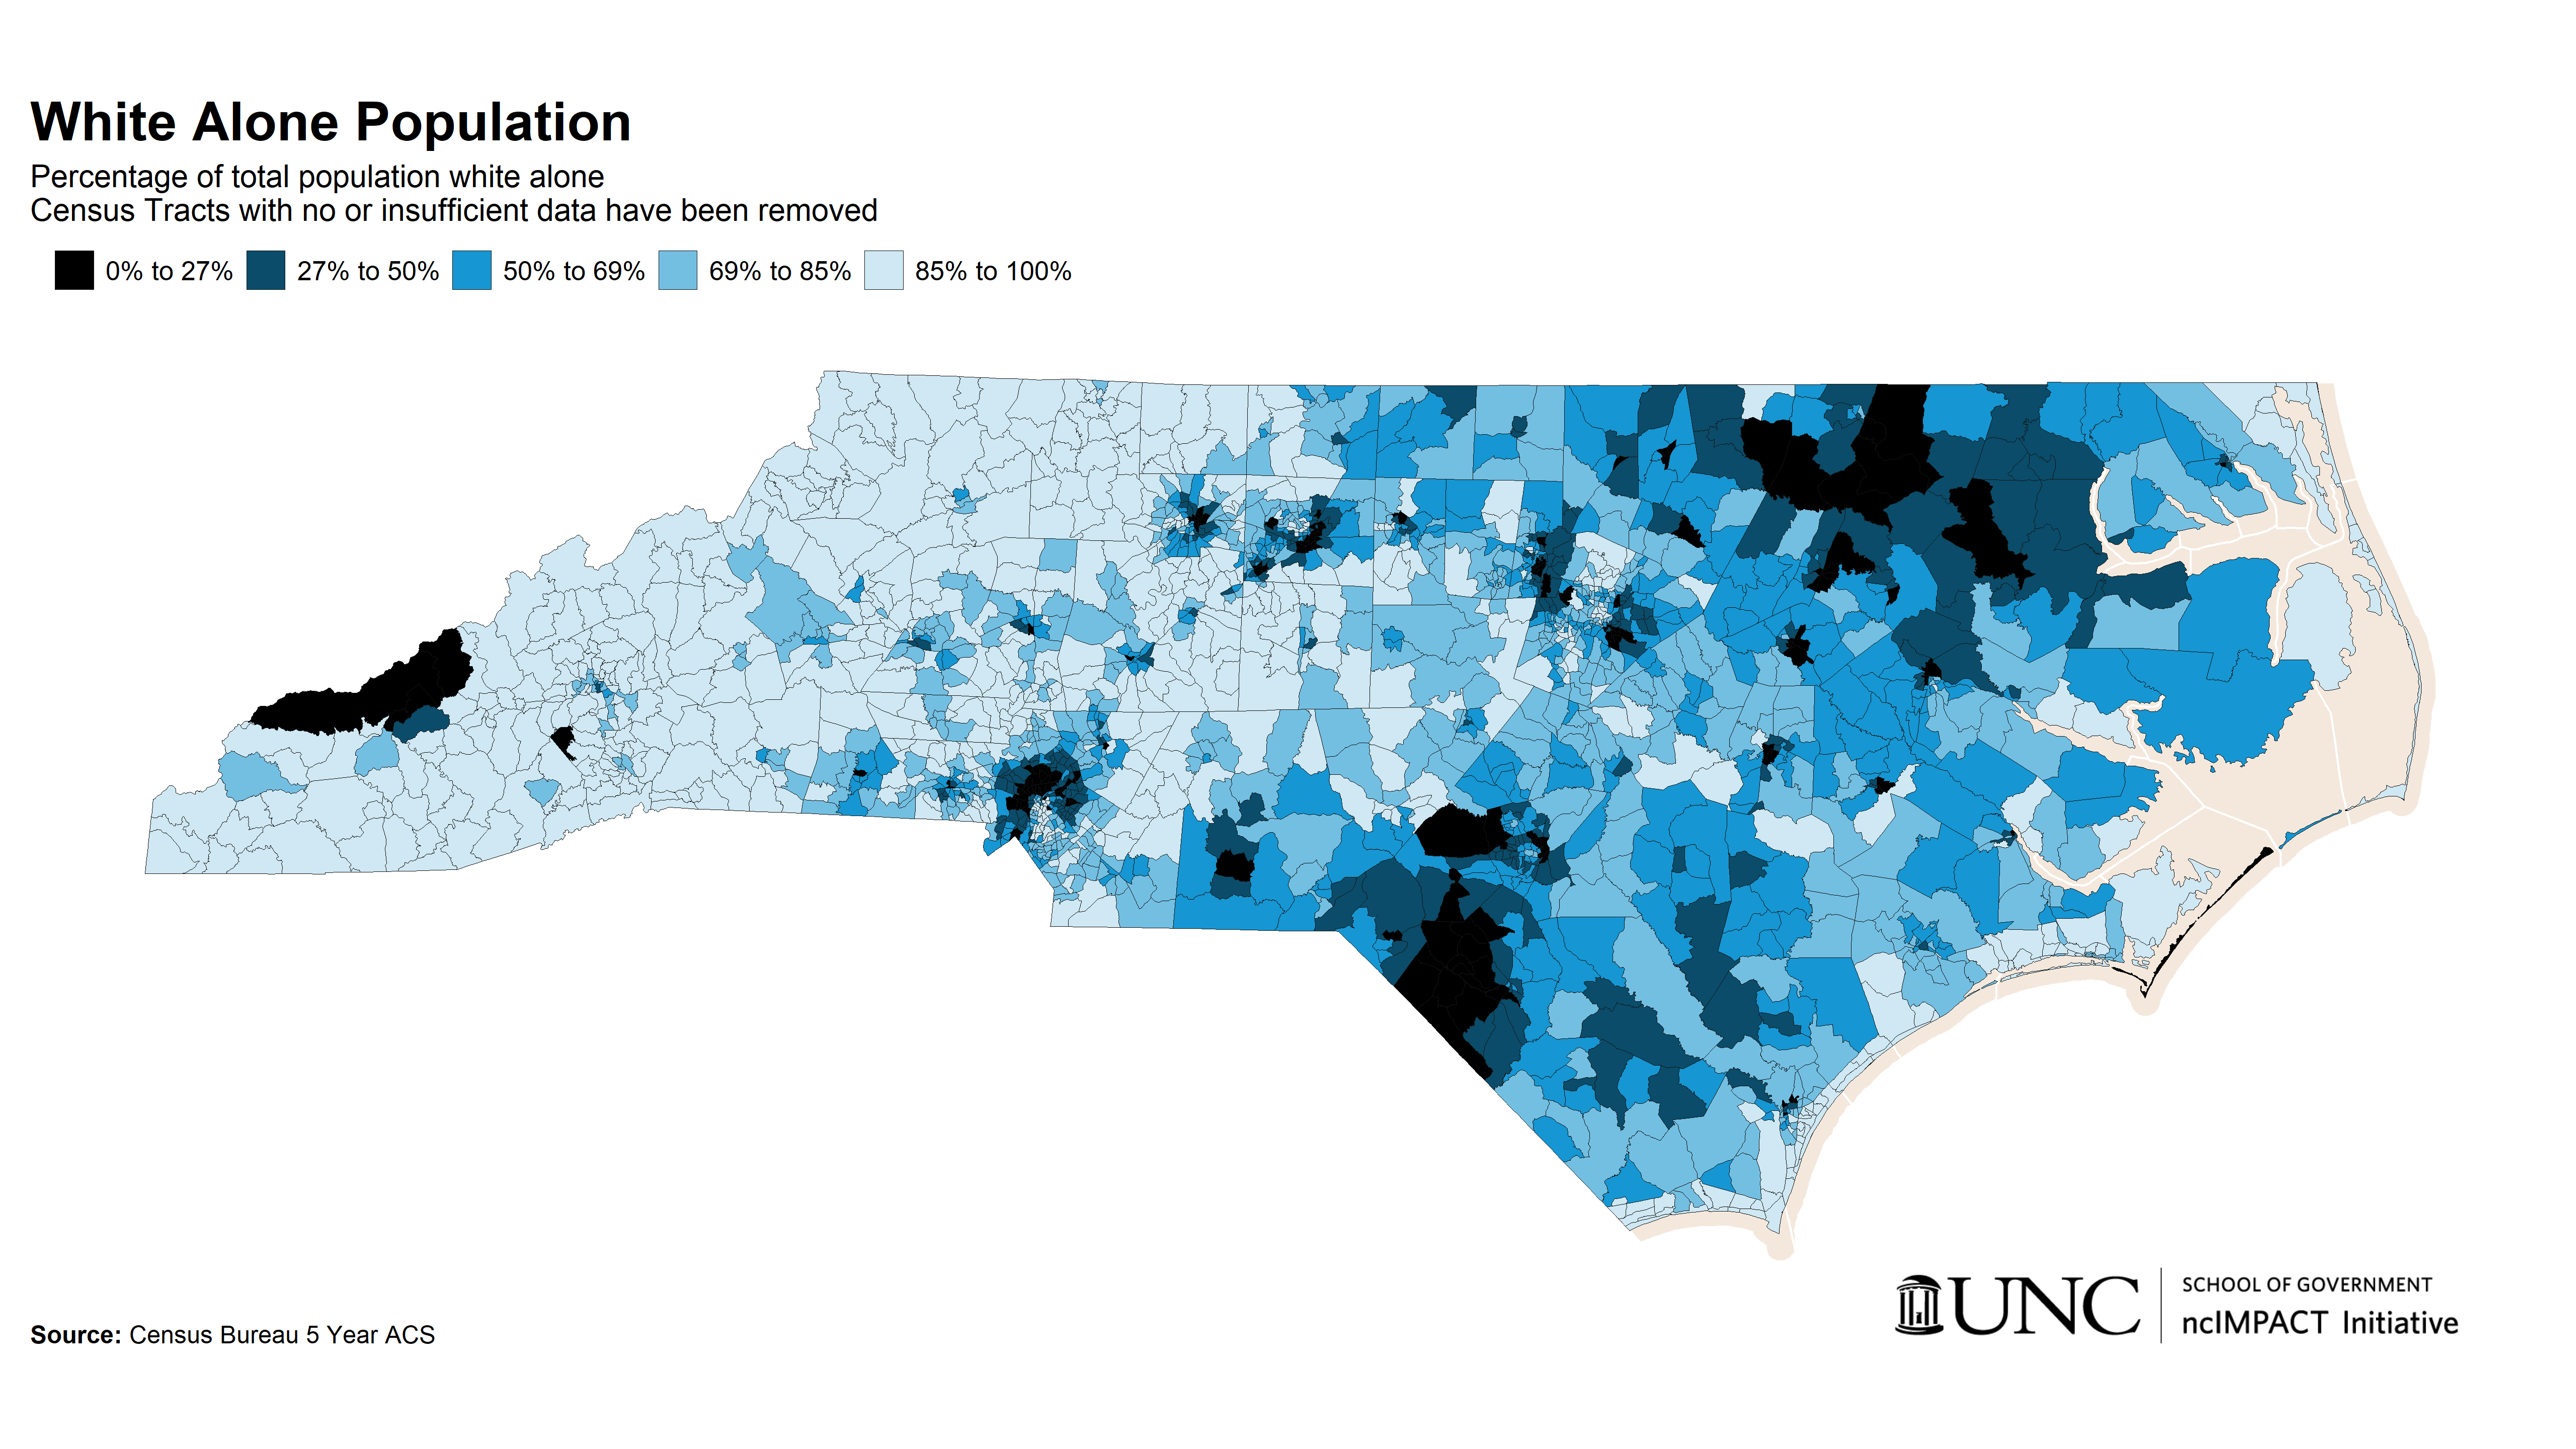 White Alone Population
Percentage of total population white alone
Census Tracts with no or insufficient data have been removed
0% to 27% 27% to 50% 50% to 69% 69% to 85% 85% to 100%
UNC SCHOOL OF GOVERNMENT
ncIMPACT Initiative
Source: Census Bureau 5 Year ACS